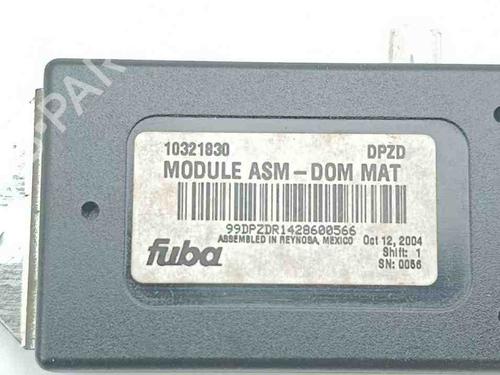 10321830 DPZD
MODULE ASM-DOM MAT
99DPZDR1428600566
ASSEMBLED IN REYNOSA, MEXICO Oct 12, 2004
fuba Shift: 1
SN: 0056